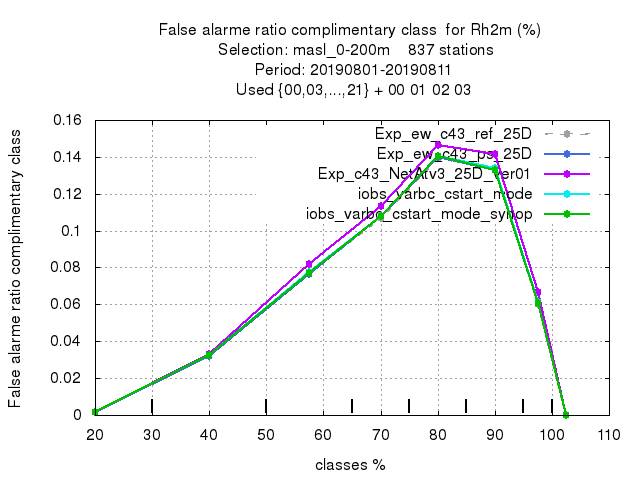 False alarme ratio complimentary class  for Rh2m (%)
Selection: masl_0-200m    837 stations
Period: 20190801-20190811
Used {00,03,...,21} + 00 01 02 03
False alarme ratio complimentary class
0.16
0.14
0.12
0.1
0.08
0.06
0.04
0.02
0
Exp_ew_c43_ref_25D
Exp_ew_c43_ps_25D
Exp_c43_NetAtv3_25D_ver01
iobs_varbc_cstart_mode
iobs_varbc_cstart_mode_synop
20 30 40 50 60 70 80 90 100 110
classes %